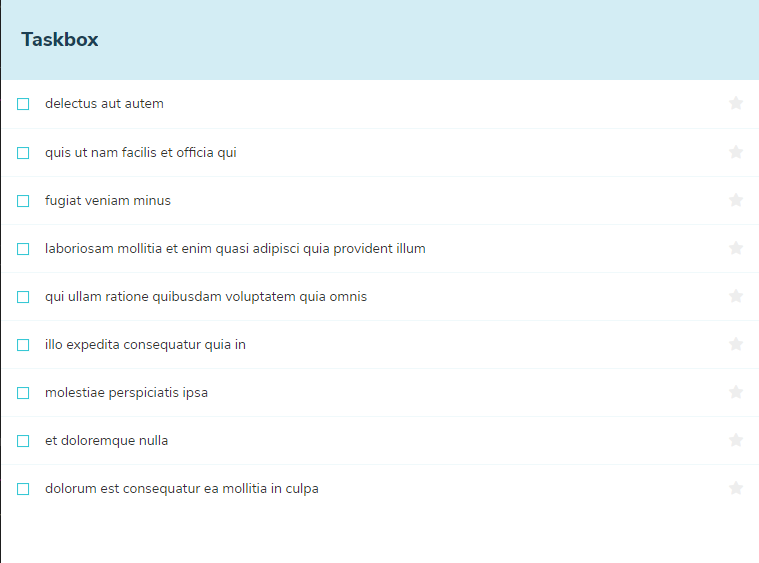 Taskbox
delectus aut autem
quis ut nam facilis et officia qui
fugiat veniam minus
laboriosam mollitia et enim quasi adipisci quia provident illum
qui ullam ratione quibusdam voluptatem quia omnis
illo expedita consequatur quia in
molestiae perspiciatis ipsa
et doloremque nulla
dolorum est consequatur ea mollitia in culpa